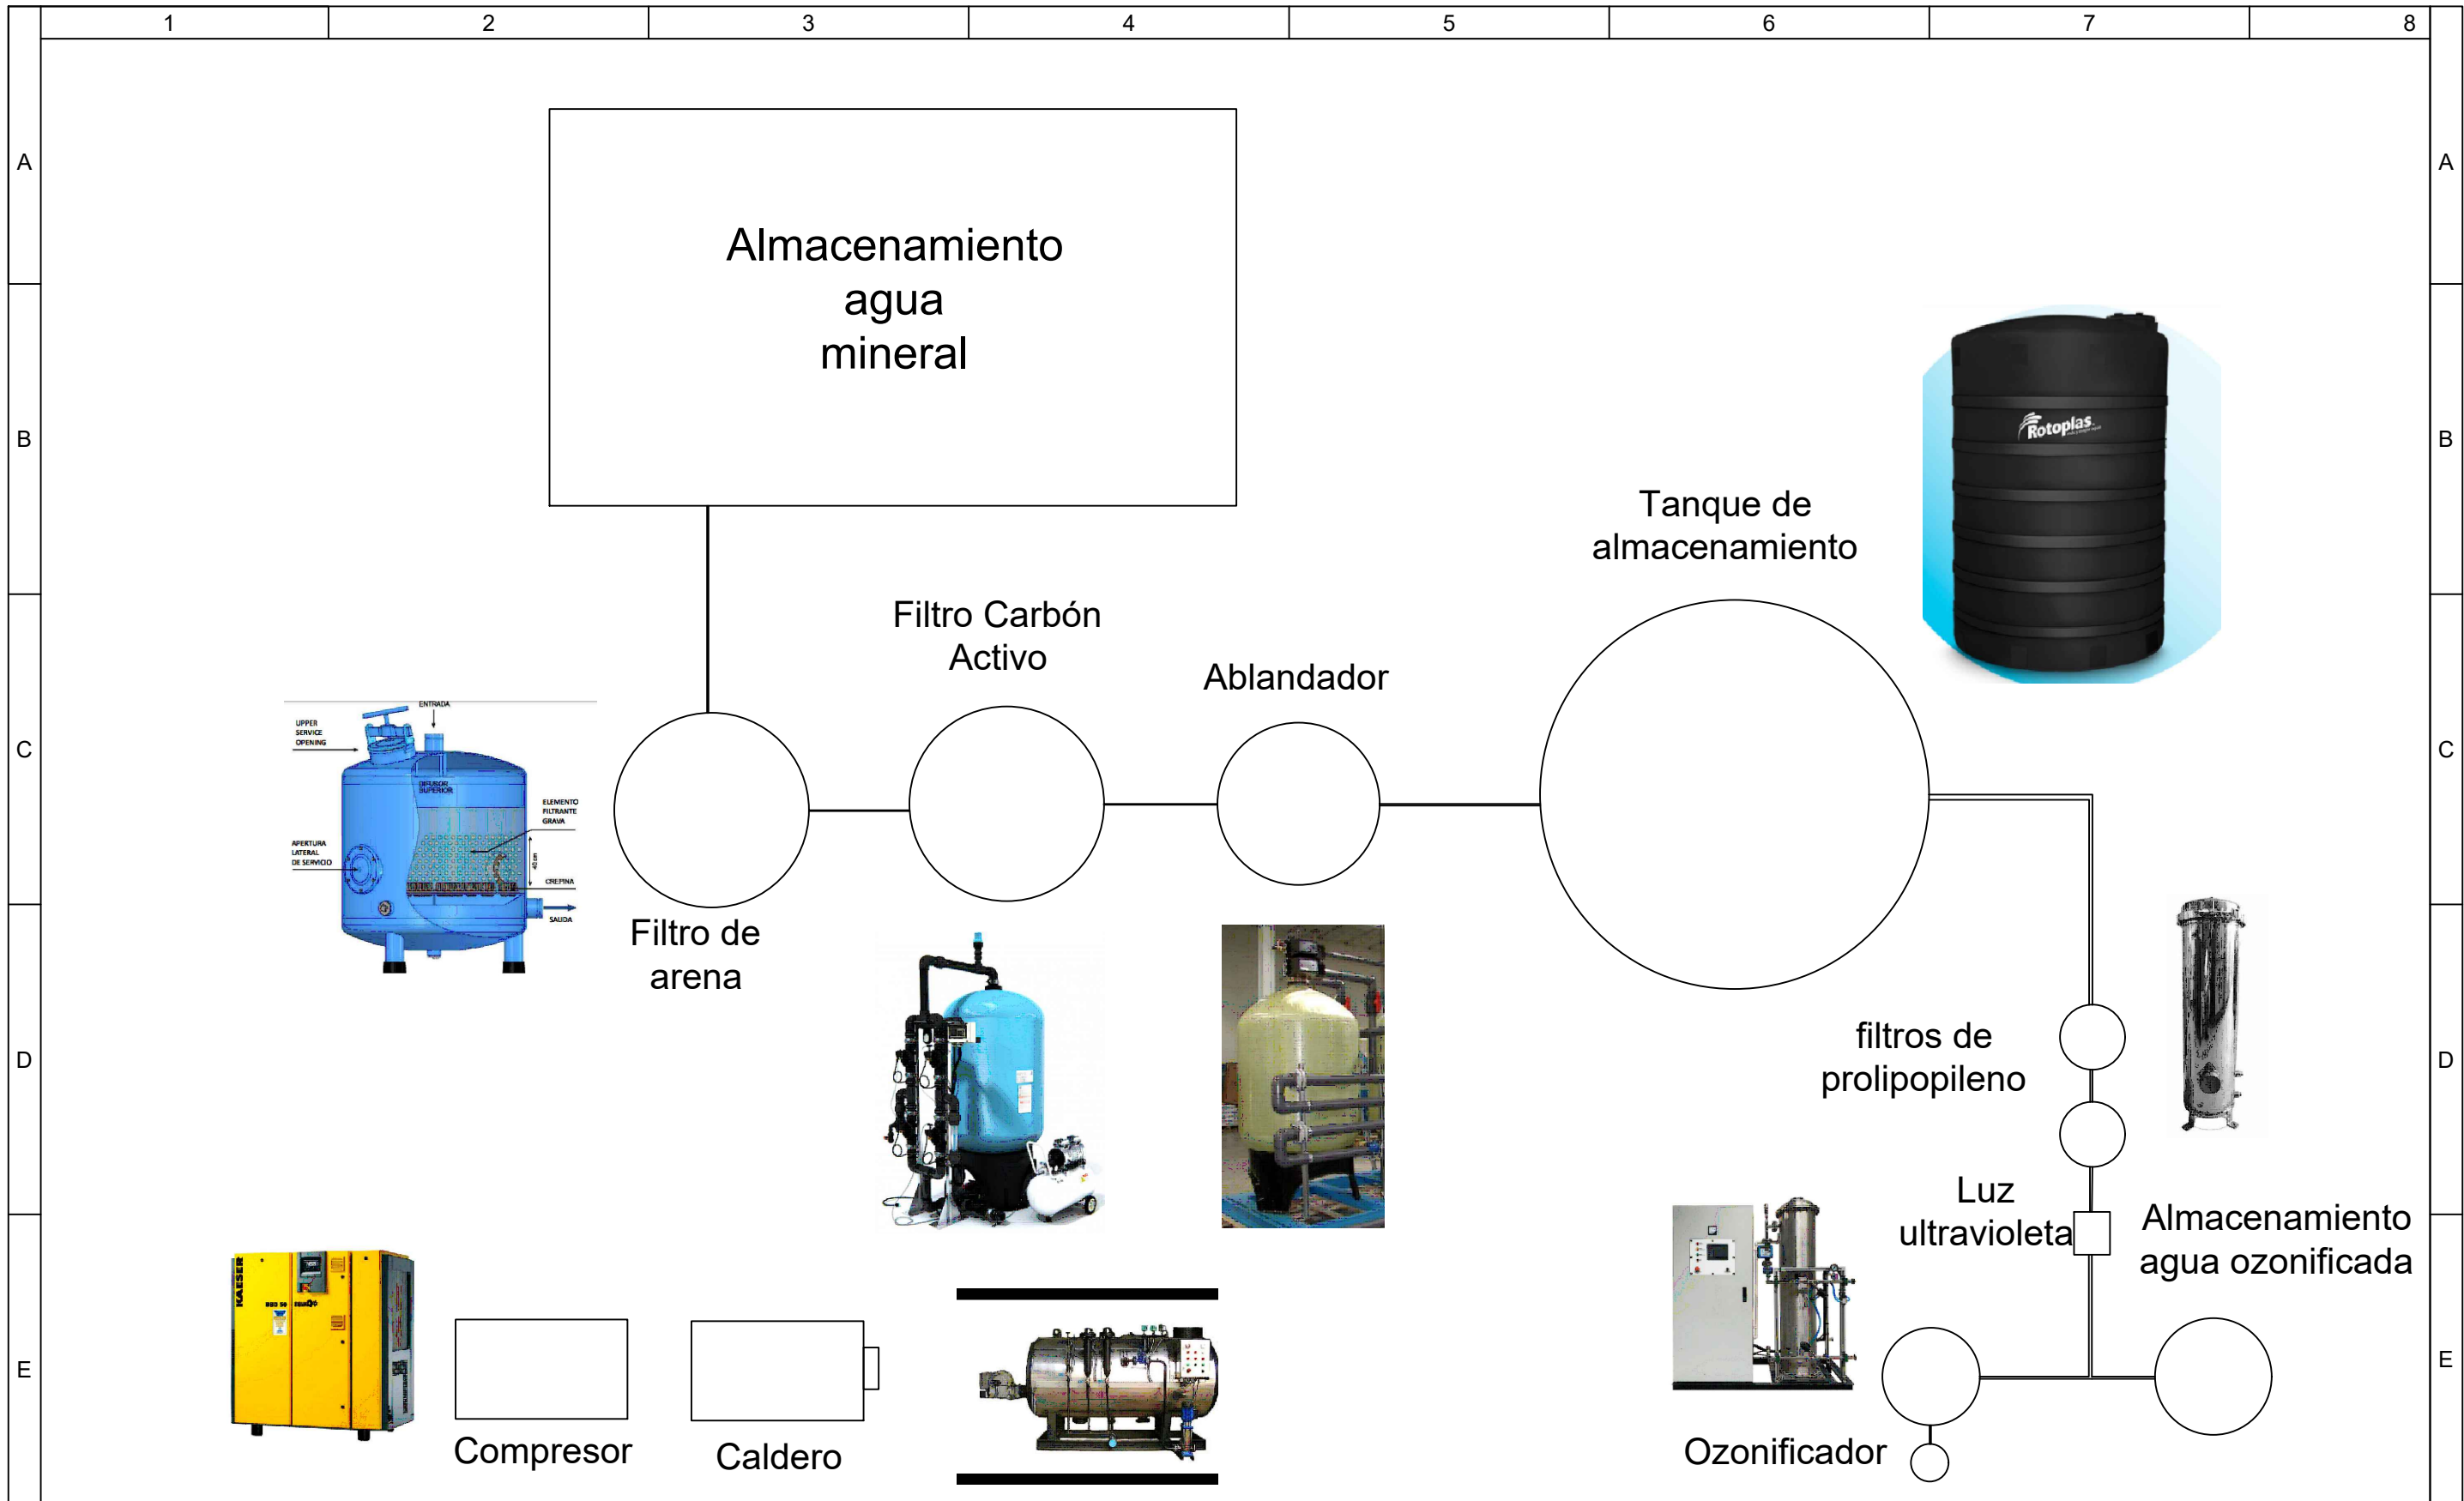 1 2 3 4 5 6 7 8
A A
Almacenamiento
agua
mineral
B B
Rotoplas
Tanque de
almacenamiento
Filtro Carbón
Activo
Ablandador
C C
ENTRADA
UPPER
SERVICE
OPENING
DIFUSOR
SUPERIOR
ELEMENTO
FILTRANTE
GRAVA
40 cm
APERTURA
LATERAL
DE SERVICIO
CREPINA
SALIDA
Filtro de
arena
D D
filtros de
prolipopileno
Luz
ultravioleta
Almacenamiento
agua ozonificada
KAESER
E E
Compresor
Caldero
Ozonificador